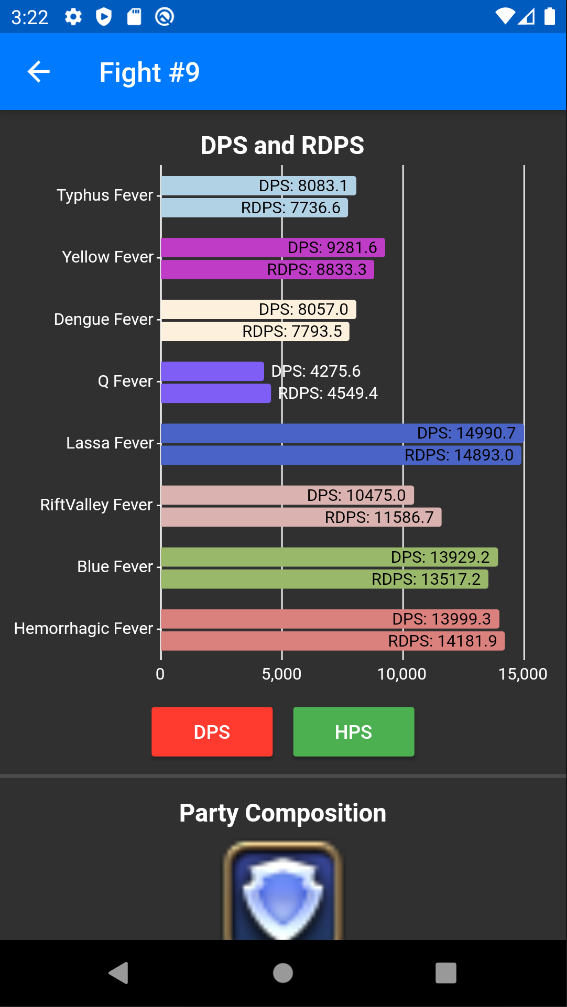 3:22
Fight #9
DPS and RDPS
Typhus Fever
DPS: 8083.1
RDPS: 7736.6
Yellow Fever
DPS: 9281.6
RDPS: 8833.3
Dengue Fever
DPS: 8057.0
RDPS: 7793.5
Q Fever
DPS: 4275.6
RDPS: 4549.4
Lassa Fever
DPS: 14990.7
RDPS: 14893.0
RiftValley Fever
DPS: 10475.0
RDPS: 11586.7
Blue Fever
DPS: 13929.2
RDPS: 13517.2
Hemorrhagic Fever
DPS: 13999.3
RDPS: 14181.9
0 5,000 10,000 15,000
DPS HPS
Party Composition